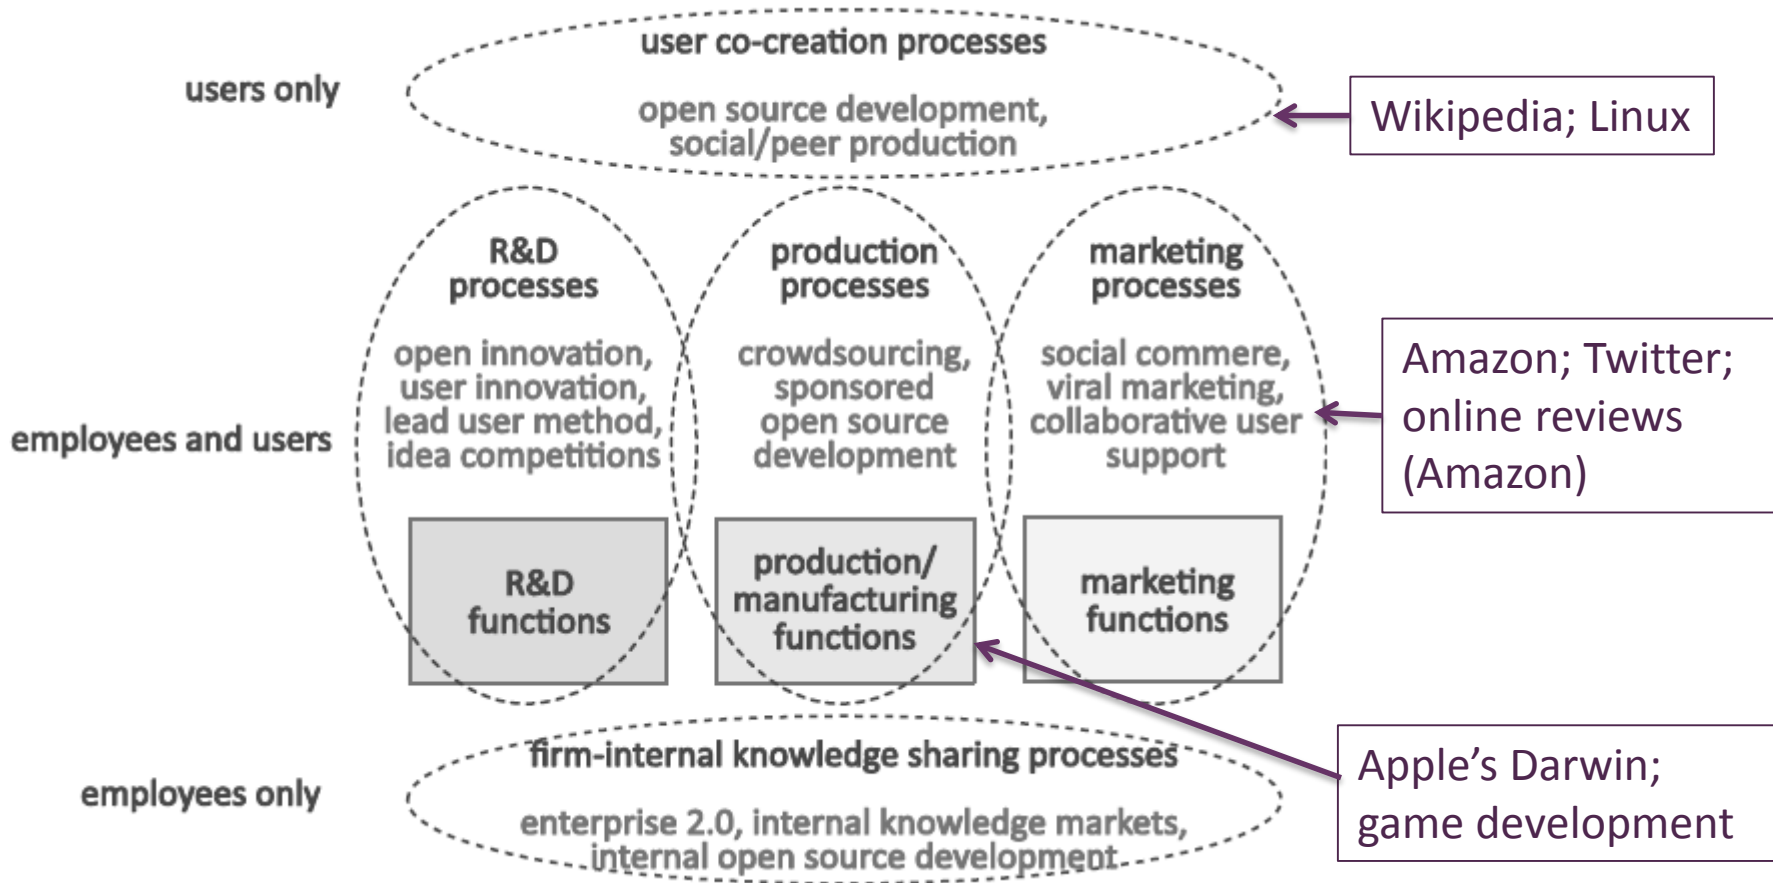 user co-creation processes
users only
open source development,
social/peer production
Wikipedia; Linux
R&D
processes
open innovation,
user innovation,
lead user method,
idea competitions
production
processes
crowdsourcing,
sponsored
open source
development
marketing
processes
social commere,
viral marketing,
collaborative user
support
employees and users
Amazon; Twitter;
online reviews
(Amazon)
R&D
functions
production/
manufacturing
functions
marketing
functions
firm-internal knowledge sharing processes
employees only
enterprise 2.0, internal knowledge markets,
internal open source development
Apple’s Darwin;
game development